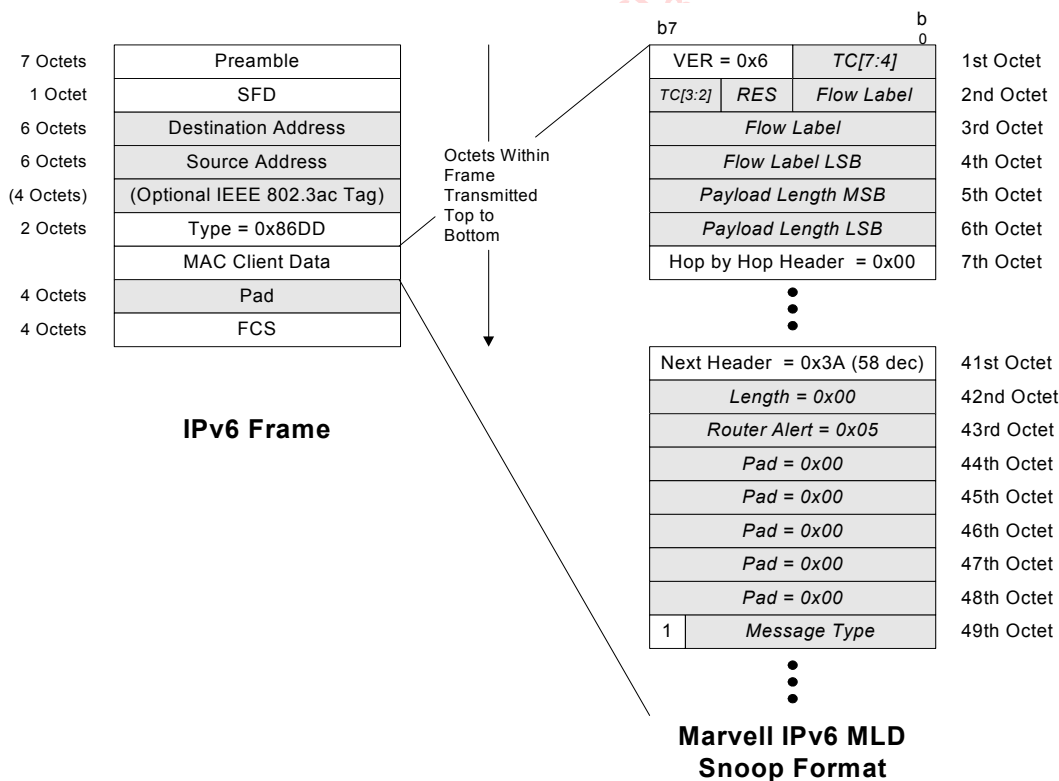 7 Octets Preamble
1 Octet SFD
6 Octets Destination Address
6 Octets Source Address
(4 Octets) (Optional IEEE 802.3ac Tag)
2 Octets Type = 0x86DD
MAC Client Data
4 Octets Pad
4 Octets FCS
IPv6 Frame
Octets Within
Frame
Transmitted
Top to
Bottom
b7 b
0
VER = 0x6 TC[7:4] 1st Octet
TC[3:2] RES Flow Label 2nd Octet
Flow Label 3rd Octet
Flow Label LSB 4th Octet
Payload Length MSB 5th Octet
Payload Length LSB 6th Octet
Hop by Hop Header = 0x00 7th Octet
Next Header = 0x3A (58 dec) 41st Octet
Length = 0x00 42nd Octet
Router Alert = 0x05 43rd Octet
Pad = 0x00 44th Octet
Pad = 0x00 45th Octet
Pad = 0x00 46th Octet
Pad = 0x00 47th Octet
Pad = 0x00 48th Octet
1 Message Type 49th Octet
Marvell IPv6 MLD
Snoop Format